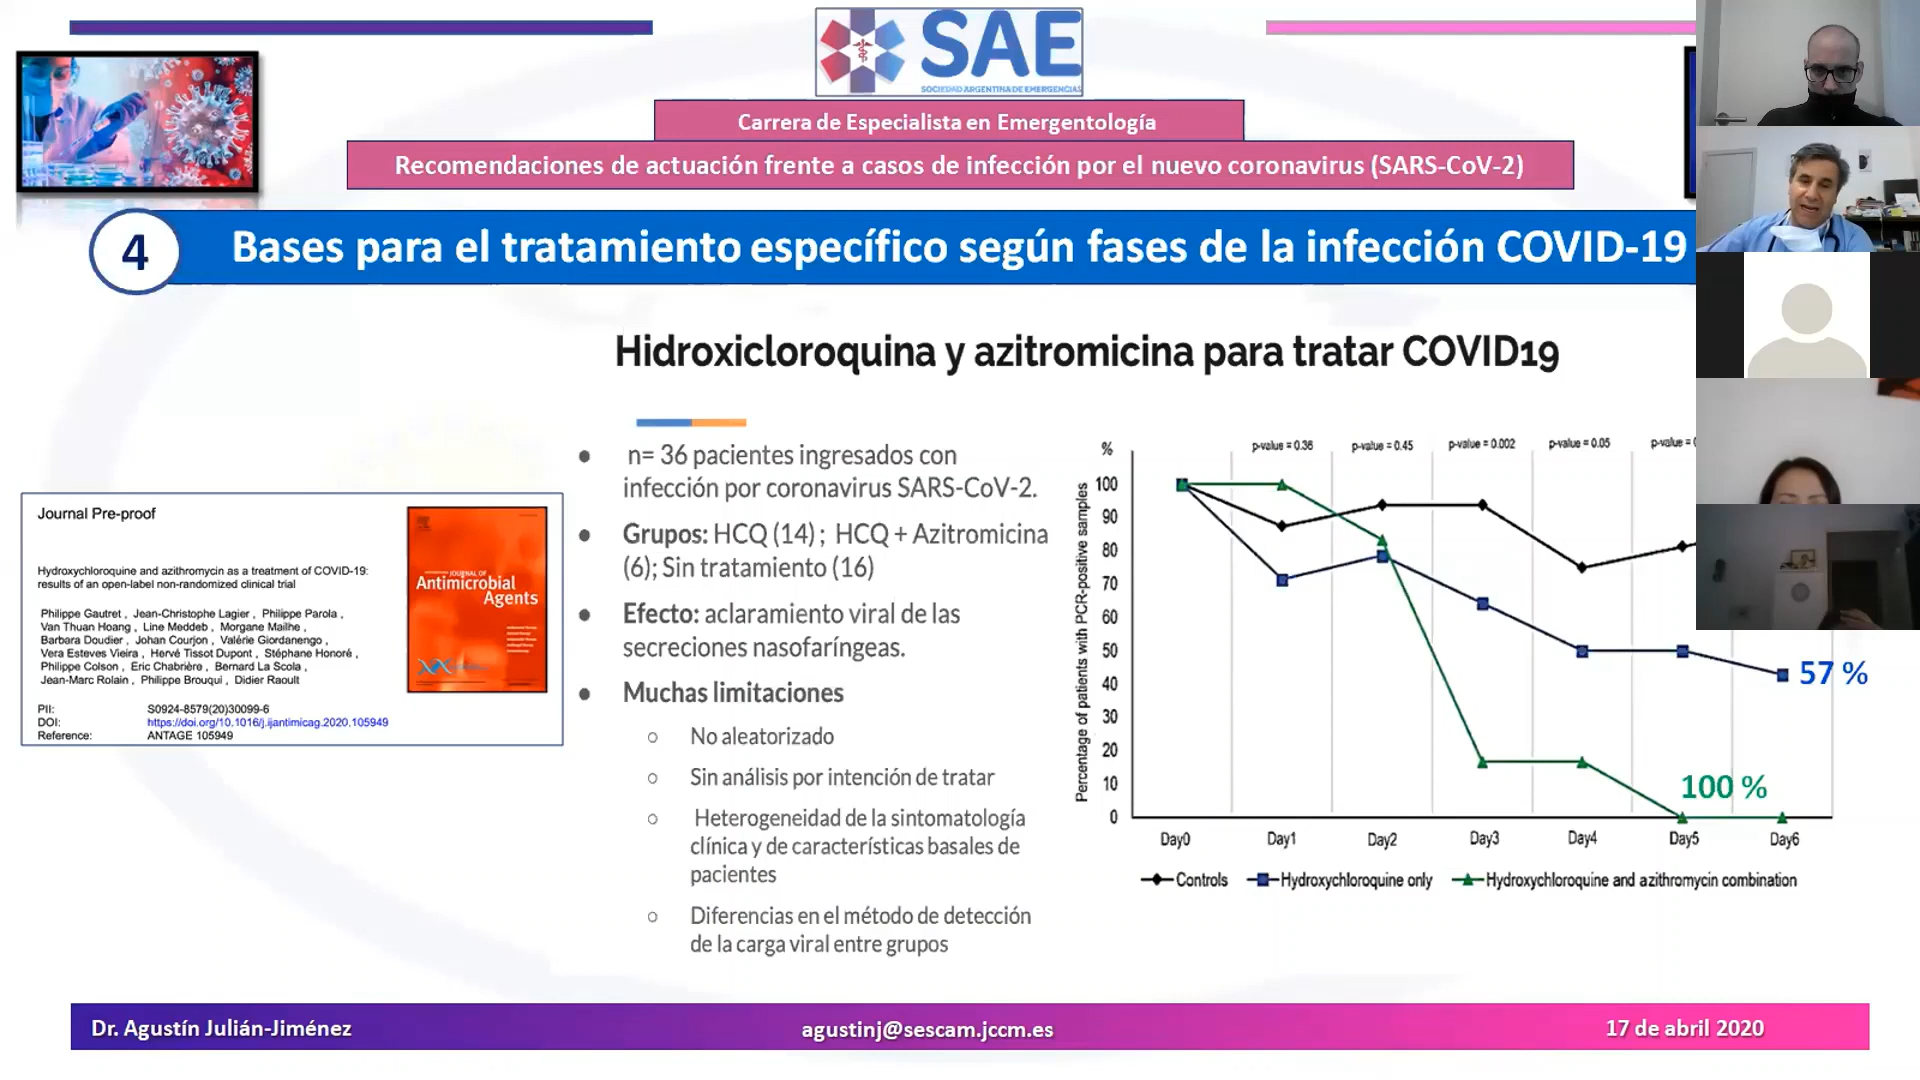 SAE
SOCIEDAD ARGENTINA DE EMERGENCIAS
Carrera de Especialista en Emergentología
Recomendaciones de actuación frente a casos de infección por el nuevo coronavirus (SARS-CoV-2)
4
Bases para el tratamiento específico según fases de la infección COVID-19
Hidroxicloroquina y azitromicina para tratar COVID19
Journal Pre-proof
Hydroxychloroquine and azithromycin as a treatment of COVID-19:
results of an open-label non-randomized clinical trial
Philippe Gautret , Jean-Christophe Lagier , Philippe Parola ,
Van Thuan Hoang , Line Meddeb , Morgane Mailhe ,
Barbara Doudier , Johan Courjon , Valérie Giordanengo ,
Vera Esteves Vieira , Hervé Tissot Dupont , Stéphane Honoré ,
Philippe Colson , Eric Chabrière , Bernard La Scola ,
Jean-Marc Rolain , Philippe Brouqui , Didier Raoult
PII: S0924-8579(20)30099-6
DOI: https://doi.org/10.1016/j.ijantimicag.2020.105949
Reference: ANTAGE 105949
JOURNAL OF
Antimicrobial
Agents
● n= 36 pacientes ingresados con
infección por coronavirus SARS-CoV-2.
● Grupos: HCQ (14) ; HCQ + Azitromicina
(6); Sin tratamiento (16)
● Efecto: aclaramiento viral de las
secreciones nasofaríngeas.
● Muchas limitaciones
○ No aleatorizado
○ Sin análisis por intención de tratar
○ Heterogeneidad de la sintomatología
clínica y de características basales de
pacientes
○ Diferencias en el método de detección
de la carga viral entre grupos
%
p-value = 0.36 p-value = 0.45 p-value = 0.002 p-value = 0.05 p-value = 0
Percentage of patients with PCR-positive samples
100
90
80
70
60
50
40
30
20
10
0
57 %
100 %
Day0 Day1 Day2 Day3 Day4 Day5 Day6
Controls Hydroxychloroquine only Hydroxychloroquine and azithromycin combination
Dr. Agustín Julián-Jiménez
agustinj@sescam.jccm.es
17 de abril 2020